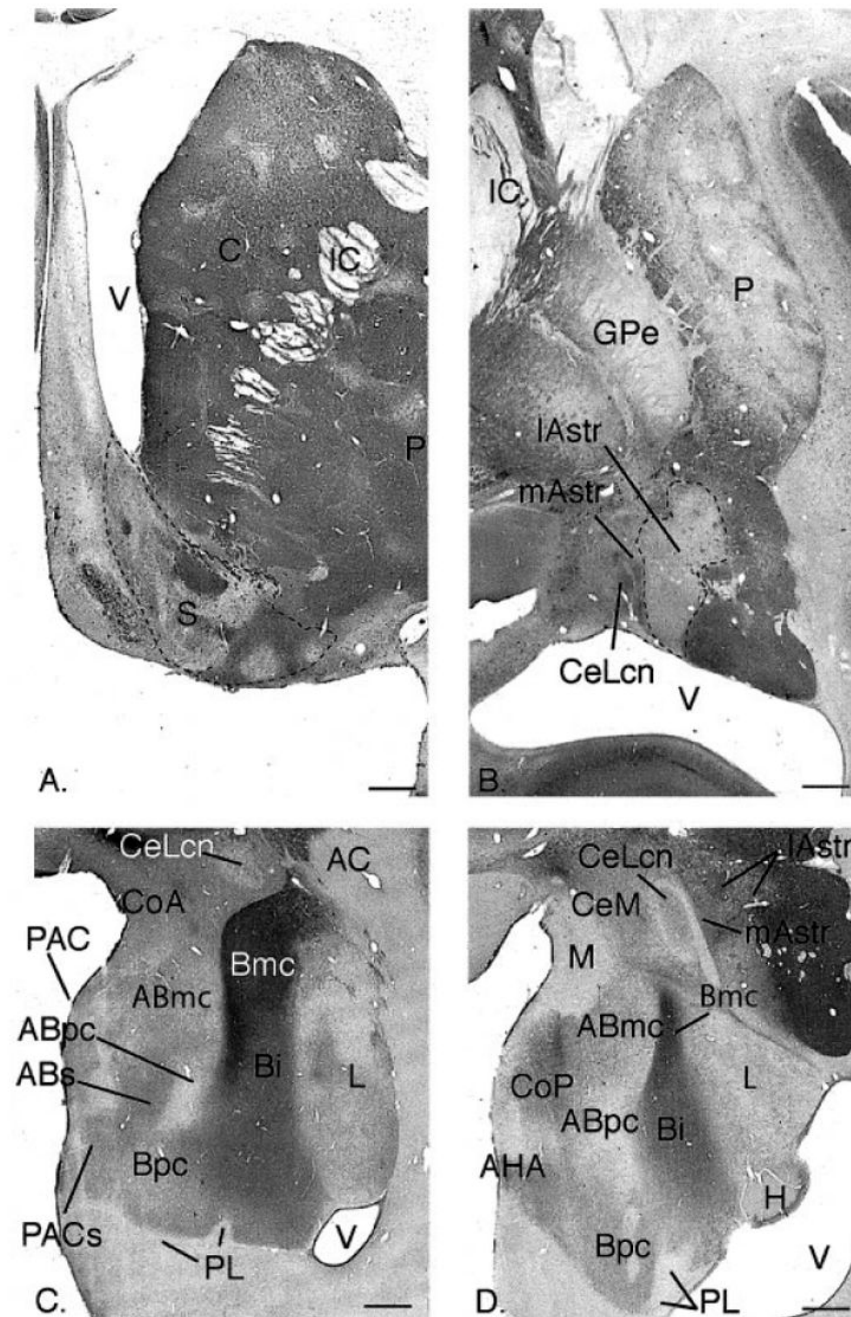 C
IC
V
P
S
A.
IC
P
GPe
lAstr
mAstr
CeLcn
V
B.
CeLcn
AC
CoA
PAC
Bmc
ABmc
ABpc
ABs
Bi
L
Bpc
PACs
V
PL
C.
CeLcn
lAstr
CeM
mAstr
M
Bmc
ABmc
CoP
L
ABpc
Bi
AHA
H
Bpc
V
PL
D.